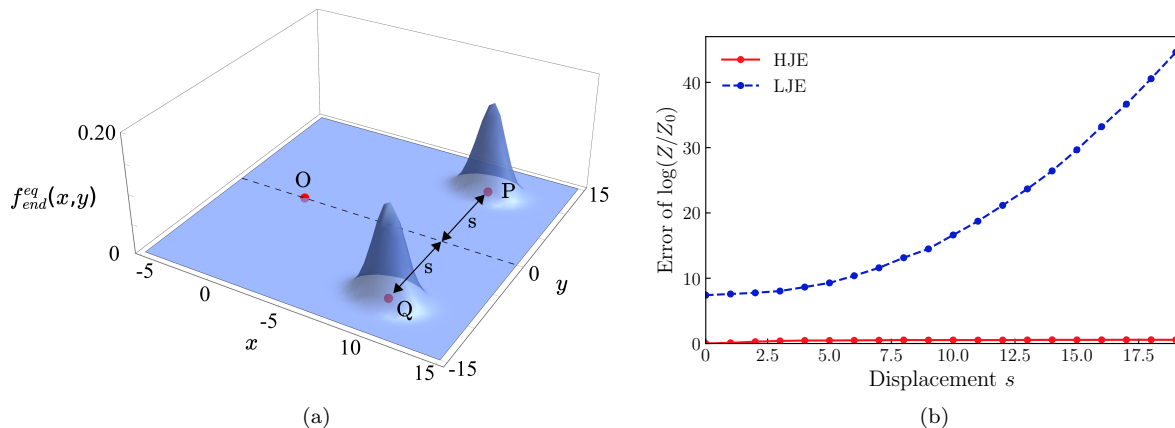 0.20
f_end^eq(x,y)
0
-5
0
-5
10
15
x
-15
0
15
y
O
P
s
s
Q
(a)
Error of log(Z/Z₀)
40
30
20
10
0
HJE
LJE
0
2.5
5.0
7.5
10.0
12.5
15.0
17.5
Displacement s
(b)